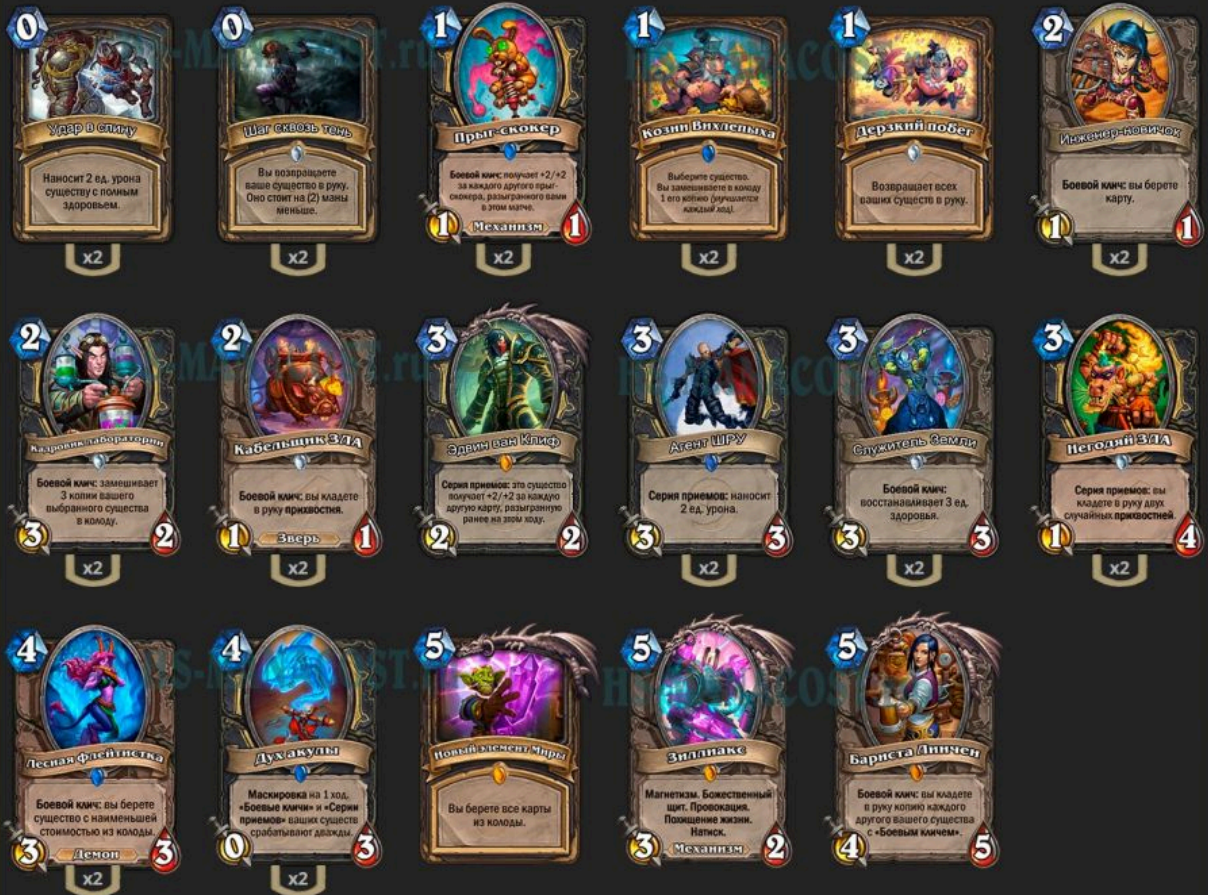 0
Удар в спину
Наносит 2 ед. урона
существу с полным
здоровьем.
x2
0
Шаг сквозь тень
Вы возвращаете
ваше существо в руку.
Оно стоит на (2) маны
меньше.
x2
1
Прыг-скокер
Боевой клич: получает +2/+2
за каждого другого прыг-
скокера, разыгранного вами
в этом матче.
1
Механизм
1
x2
1
Козни Вихлепыха
Выберите существо.
Вы замешиваете в колоду
1 его копию (улучшается
каждый ход).
x2
1
Дерзкий побег
Возвращает всех
ваших существ в руку.
x2
2
Инженер-новичок
Боевой клич: вы берете
карту.
1
1
x2
2
Кадровик лаборатории
Боевой клич: замешивает
3 копии вашего
выбранного существа
в колоду.
3
2
x2
2
Кабельщик ЗЛА
Боевой клич: вы кладете
в руку прихвостня.
1
Зверь
1
x2
3
Эдвин ван Клиф
Серия приемов: это существо
получает +2/+2 за каждую
другую карту, разыгранную
ранее на этом ходу.
2
2
3
Агент ШРУ
Серия приемов: наносит
2 ед. урона.
3
3
x2
3
Служитель Земли
Боевой клич:
восстанавливает 3 ед.
здоровья.
3
3
x2
3
Негодяй ЗЛА
Серия приемов: вы
кладете в руку двух
случайных прихвостней.
1
4
x2
4
Лесная флейтистка
Боевой клич: вы берете
существо с наименьшей
стоимостью из колоды.
3
Демон
3
x2
4
Дух акулы
Маскировка на 1 ход.
«Боевые кличи» и «Серии
приемов» ваших существ
срабатывают дважды.
0
3
x2
5
Новый элемент Миры
Вы берете все карты
из колоды.
5
Зиллиакс
Магнетизм. Божественный
щит. Провокация.
Похищение жизни.
Натиск.
3
Механизм
2
5
Бариста Линчен
Боевой клич: вы кладете
в руку копию каждого
другого вашего существа
с «Боевым кличем».
4
5